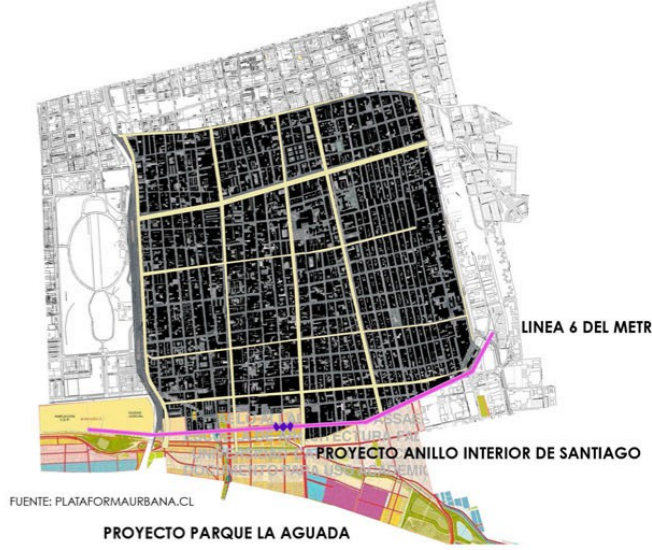 LINEA 6 DEL METR
PROYECTO ANILLO INTERIOR DE SANTIAGO
FUENTE: PLATAFORMAURBANA.CL
PROYECTO PARQUE LA AGUADA